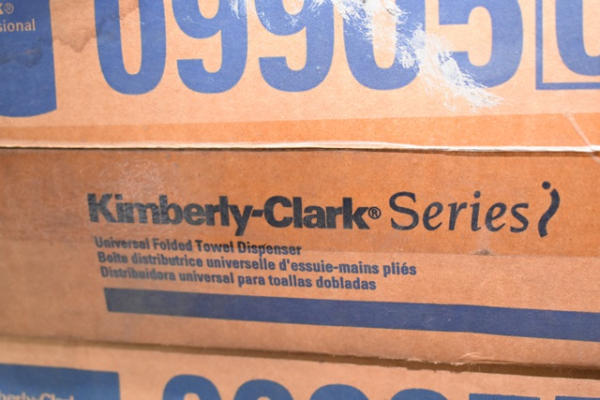 ®
sional
09905
Kimberly-Clark® Series i
Universal Folded Towel Dispenser
Boîte distributrice universelle d'essuie-mains pliés
Distribuidora universal para toallas dobladas